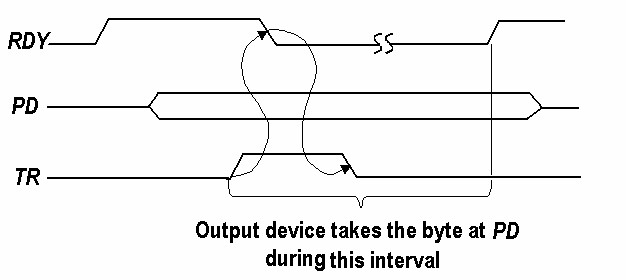 RDY
PD
TR
Output device takes the byte at PD
during this interval